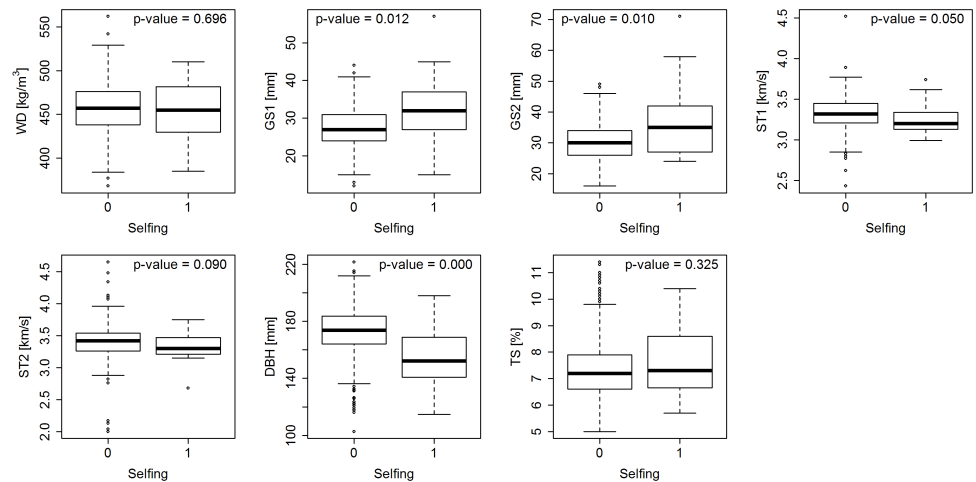 p-value = 0.696
WD [kg/m³]
400
450
500
550
0
1
Selfing
p-value = 0.012
GS1 [mm]
20
30
40
50
0
1
Selfing
p-value = 0.010
GS2 [mm]
20
30
40
50
60
70
0
1
Selfing
p-value = 0.050
ST1 [km/s]
2.5
3.0
3.5
4.0
4.5
0
1
Selfing
p-value = 0.090
ST2 [km/s]
2.0
2.5
3.0
3.5
4.0
4.5
0
1
Selfing
p-value = 0.000
DBH [mm]
100
140
180
220
0
1
Selfing
p-value = 0.325
TS [%]
5
6
7
8
9
11
0
1
Selfing